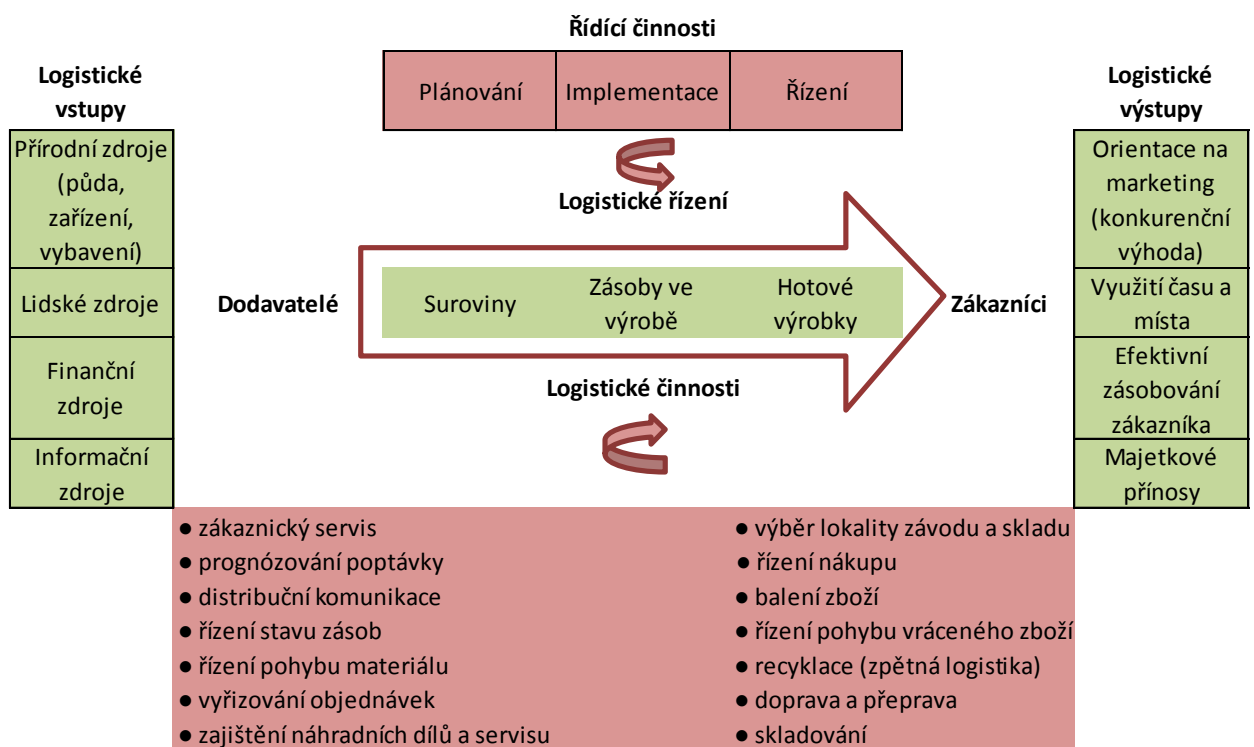 Řídící činnosti
Plánování
Implementace
Řízení
Logistické
vstupy
Přírodní zdroje
(půda,
zařízení,
vybavení)
Lidské zdroje
Finanční
zdroje
Informační
zdroje
Logistické řízení
Dodavatelé
Suroviny
Zásoby ve
výrobě
Hotové
výrobky
Zákazníci
Logistické činnosti
Logistické
výstupy
Orientace na
marketing
(konkurenční
výhoda)
Využití času a
místa
Efektivní
zásobování
zákazníka
Majetkové
přínosy
● zákaznický servis
● prognózování poptávky
● distribuční komunikace
● řízení stavu zásob
● řízení pohybu materiálu
● vyřizování objednávek
● zajištění náhradních dílů a servisu
● výběr lokality závodu a skladu
● řízení nákupu
● balení zboží
● řízení pohybu vráceného zboží
● recyklace (zpětná logistika)
● doprava a přeprava
● skladování